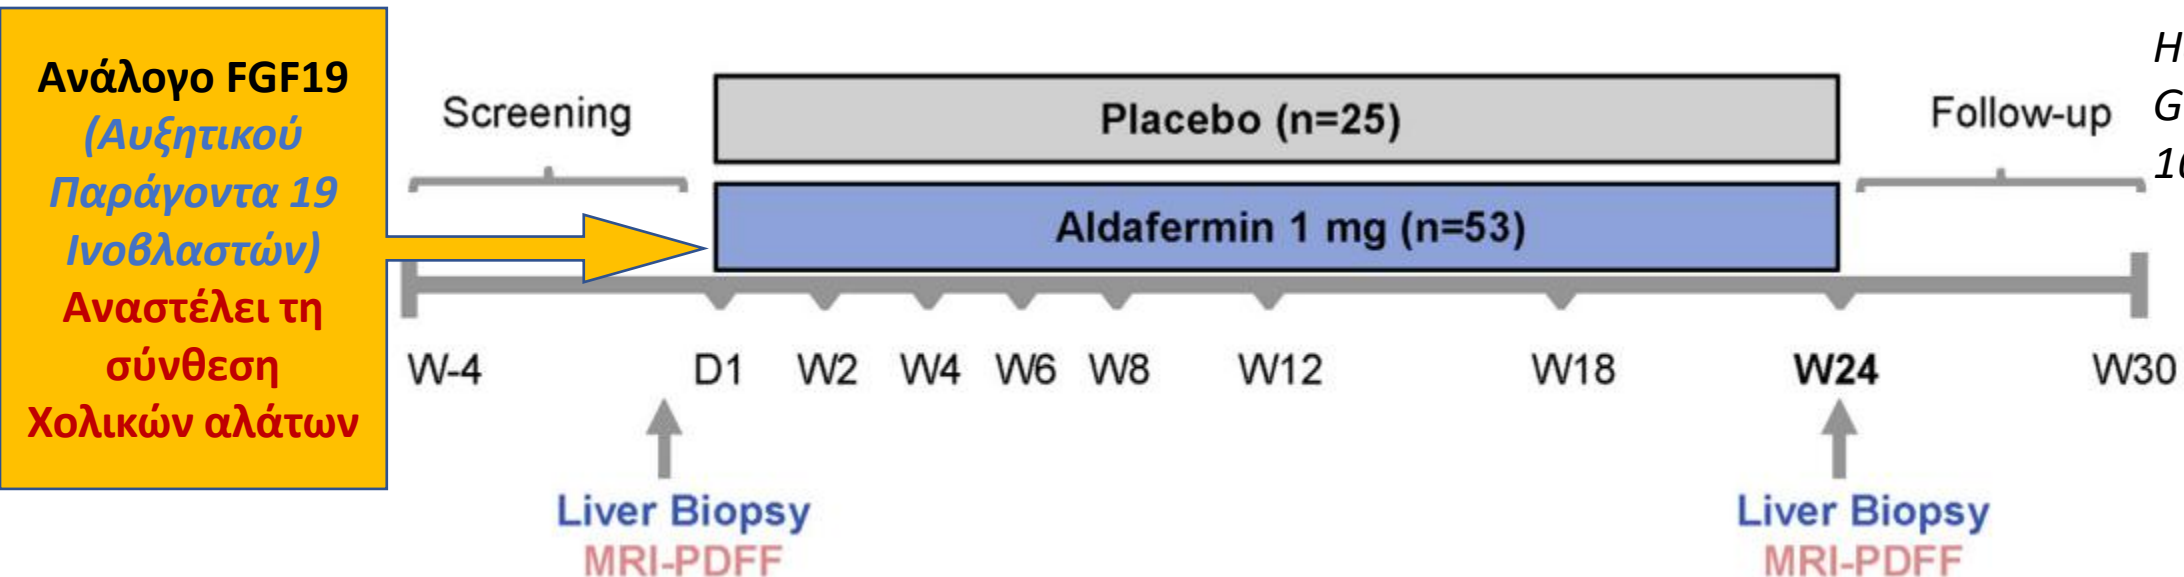 Ανάλογο FGF19
(Αυξητικού
Παράγοντα 19
Ινοβλαστών)
Αναστέλει τη
σύνθεση
Χολικών αλάτων
Screening
Placebo (n=25)
Aldafermin 1 mg (n=53)
Follow-up
W-4 D1 W2 W4 W6 W8 W12 W18 W24 W30
Liver Biopsy
MRI-PDFF
Liver Biopsy
MRI-PDFF